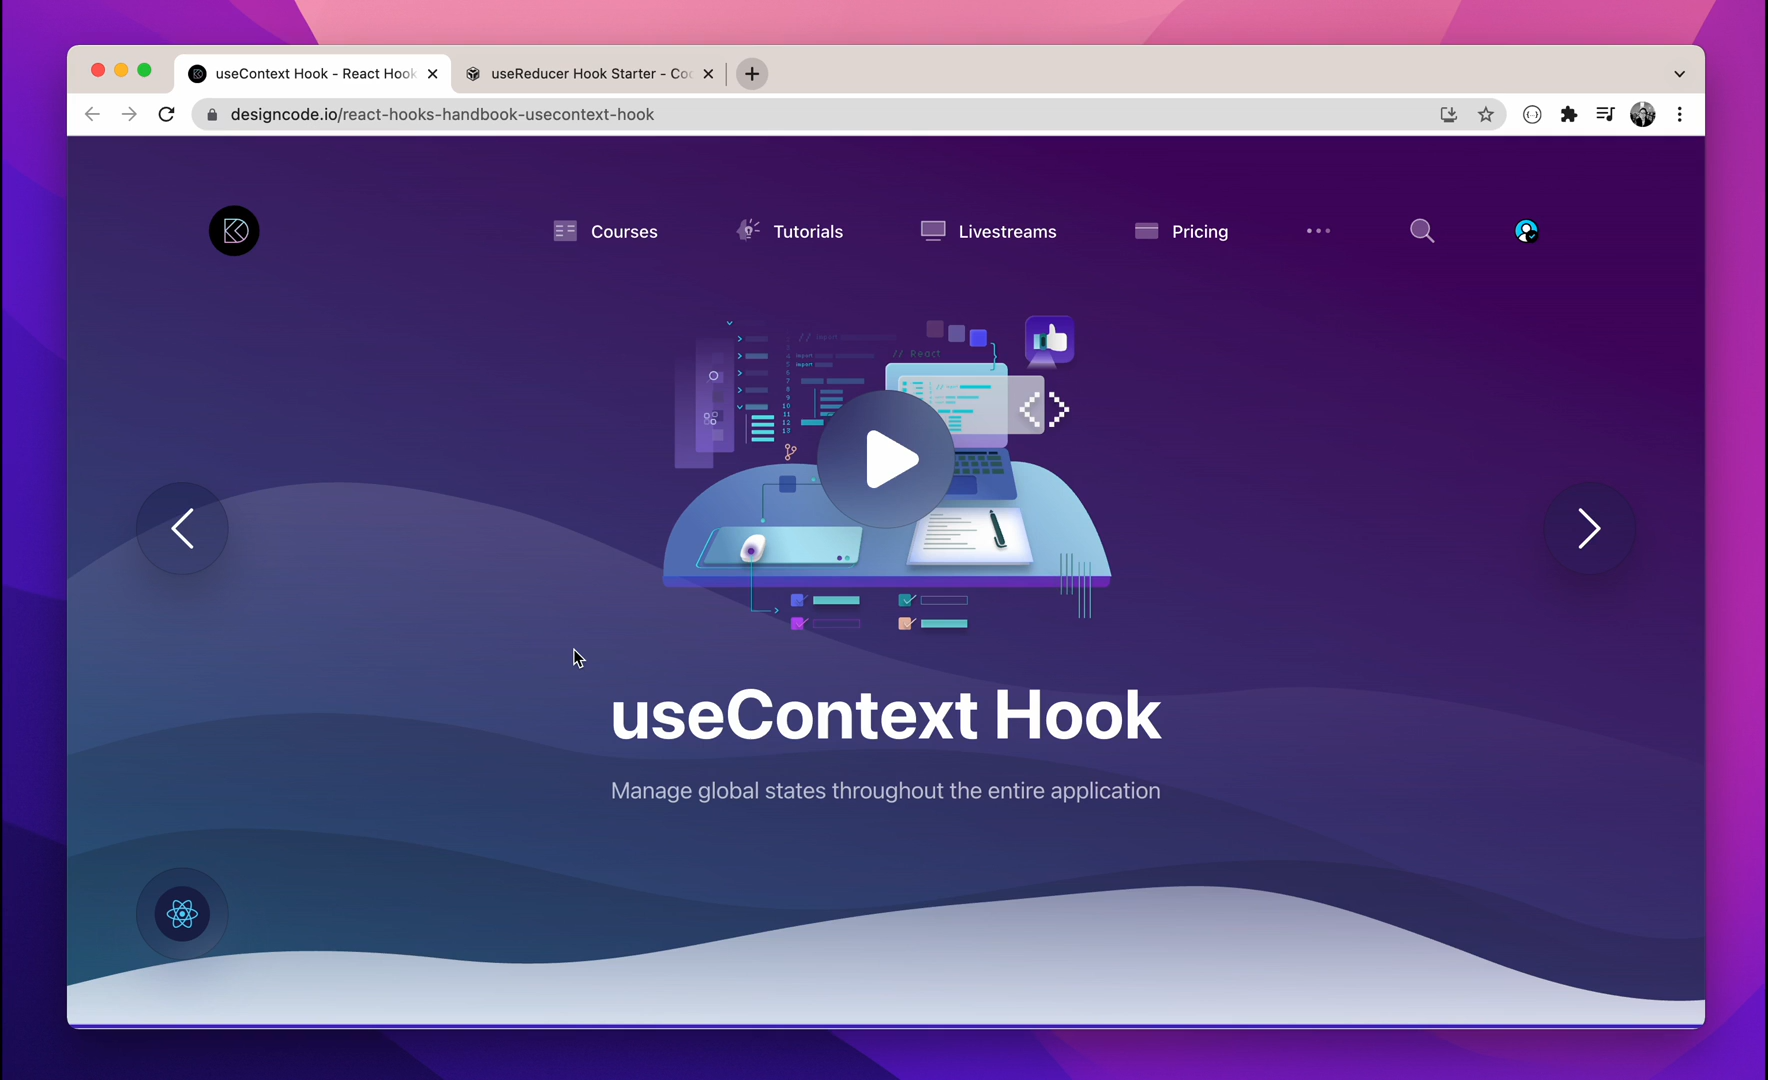 useContext Hook - React Hook
useReducer Hook Starter - Co
designcode.io/react-hooks-handbook-usecontext-hook
Courses
Tutorials
Livestreams
Pricing
// React
useContext Hook
Manage global states throughout the entire application